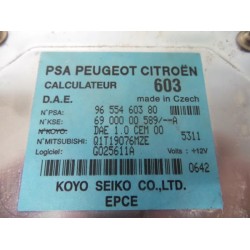 PSA PEUGEOT CITROËN
CALCULATEUR 603
D.A.E. made in Czech
N°PSA: 96 554 603 80
N°KSE: 69 000 00 589/--A
N°KOYO: DAE 1.0 CEM 00 5311
N°MITSUBISHI: Q1T19076MZE
Logiciel: G025611A Volts : +12V
0642
KOYO SEIKO CO.,LTD.
EPCE